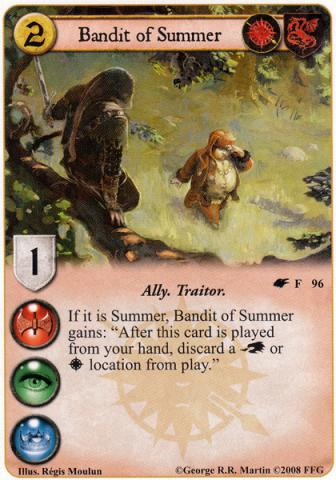 2 Bandit of Summer
1
Ally. Traitor.
F 96
If it is Summer, Bandit of Summer
gains: “After this card is played
from your hand, discard a or
location from play.”
Illus. Régis Moulun ©George R.R. Martin ©2008 FFG